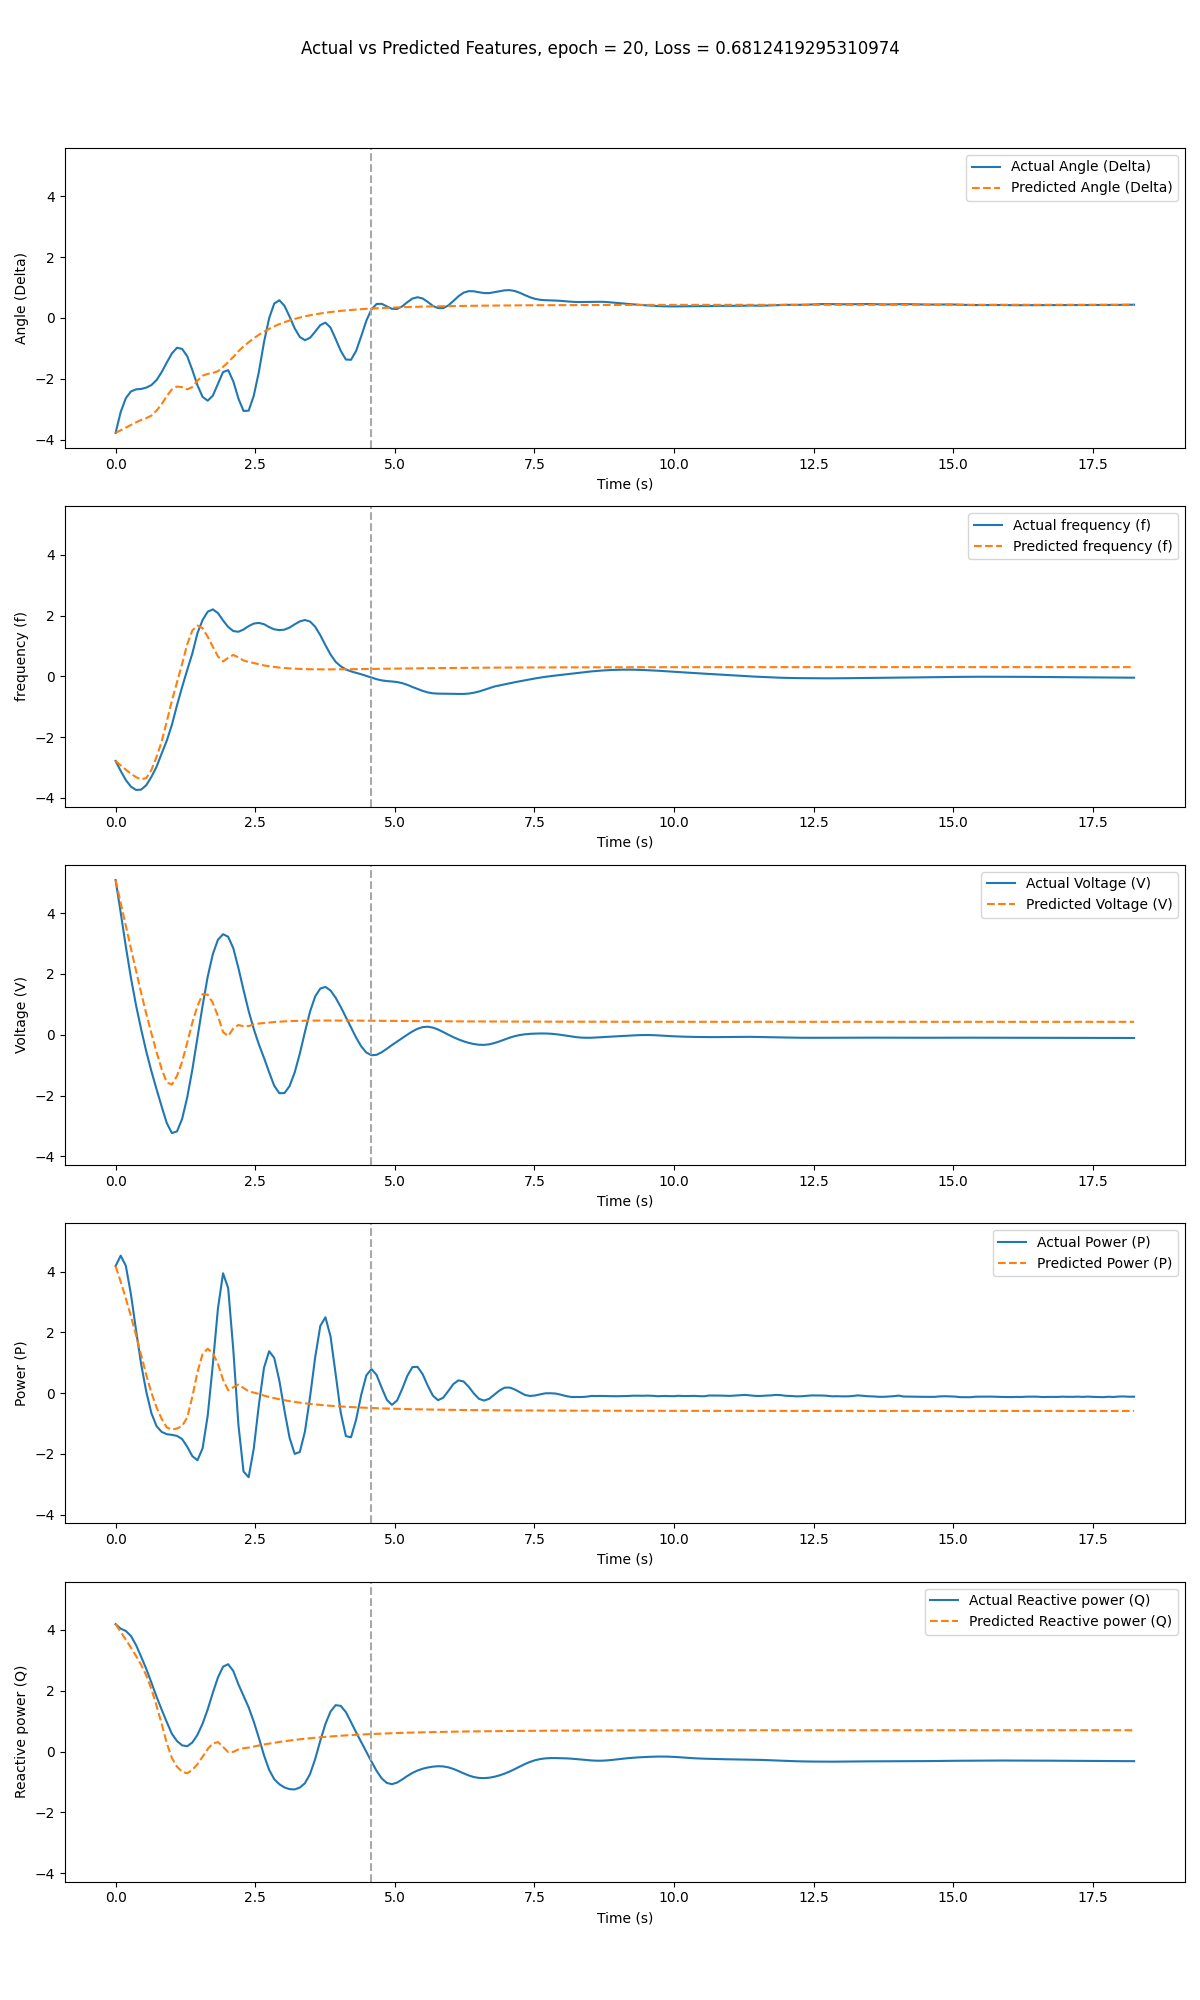 Actual vs Predicted Features, epoch = 20, Loss = 0.6812419295310974
Actual Angle (Delta)
Predicted Angle (Delta)
Angle (Delta)
4
2
0
−2
−4
0.0 2.5 5.0 7.5 10.0 12.5 15.0 17.5
Time (s)
Actual frequency (f)
Predicted frequency (f)
frequency (f)
4
2
0
−2
−4
0.0 2.5 5.0 7.5 10.0 12.5 15.0 17.5
Time (s)
Actual Voltage (V)
Predicted Voltage (V)
Voltage (V)
4
2
0
−2
−4
0.0 2.5 5.0 7.5 10.0 12.5 15.0 17.5
Time (s)
Actual Power (P)
Predicted Power (P)
Power (P)
4
2
0
−2
−4
0.0 2.5 5.0 7.5 10.0 12.5 15.0 17.5
Time (s)
Actual Reactive power (Q)
Predicted Reactive power (Q)
Reactive power (Q)
4
2
0
−2
−4
0.0 2.5 5.0 7.5 10.0 12.5 15.0 17.5
Time (s)